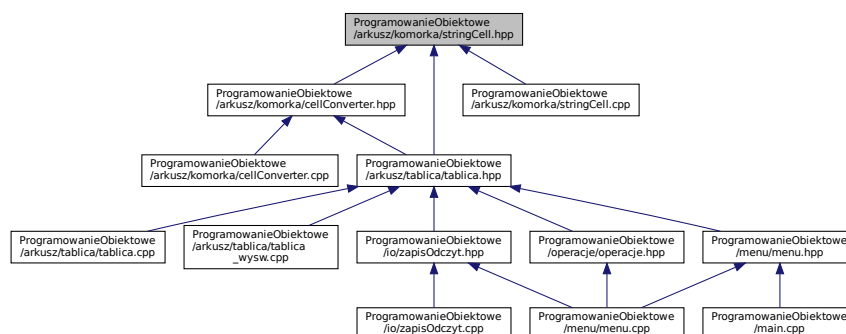 ProgramowanieObiektowe
/arkusz/komorka/stringCell.hpp
ProgramowanieObiektowe
/arkusz/komorka/cellConverter.hpp
ProgramowanieObiektowe
/arkusz/komorka/stringCell.cpp
ProgramowanieObiektowe
/arkusz/komorka/cellConverter.cpp
ProgramowanieObiektowe
/arkusz/tablica/tablica.hpp
ProgramowanieObiektowe
/arkusz/tablica/tablica.cpp
ProgramowanieObiektowe
/arkusz/tablica/tablica
_wysw.cpp
ProgramowanieObiektowe
/io/zapisOdczyt.hpp
ProgramowanieObiektowe
/operacje/operacje.hpp
ProgramowanieObiektowe
/menu/menu.hpp
ProgramowanieObiektowe
/io/zapisOdczyt.cpp
ProgramowanieObiektowe
/menu/menu.cpp
ProgramowanieObiektowe
/main.cpp